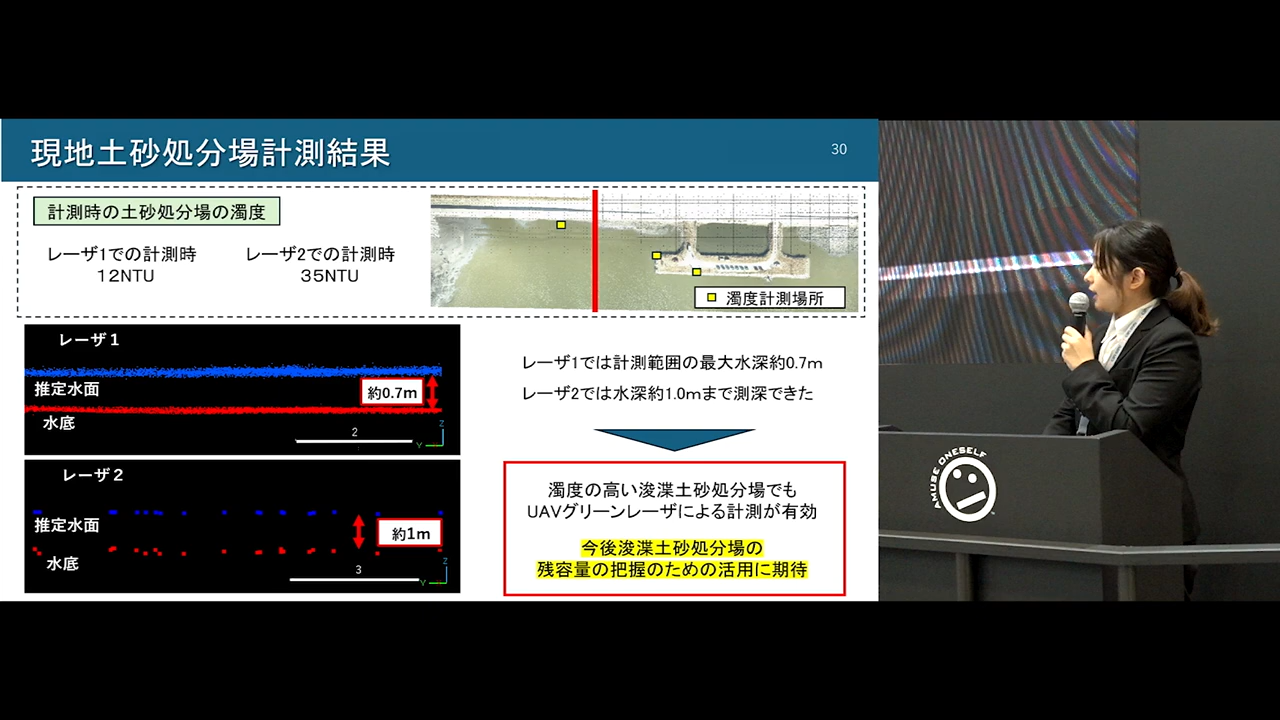 現地土砂処分場計測結果
30
計測時の土砂処分場の濁度
レーザ1での計測時
12NTU
レーザ2での計測時
35NTU
濁度計測場所
レーザ1
推定水面
約0.7m
水底
2
Z
Y
レーザ2
推定水面
約1m
水底
3
Z
Y
レーザ1では計測範囲の最大水深約0.7m
レーザ2では水深約1.0mまで測深できた
濁度の高い浚渫土砂処分場でも
UAVグリーンレーザによる計測が有効
今後浚渫土砂処分場の
残容量の把握のための活用に期待
AMUSE ONESELF